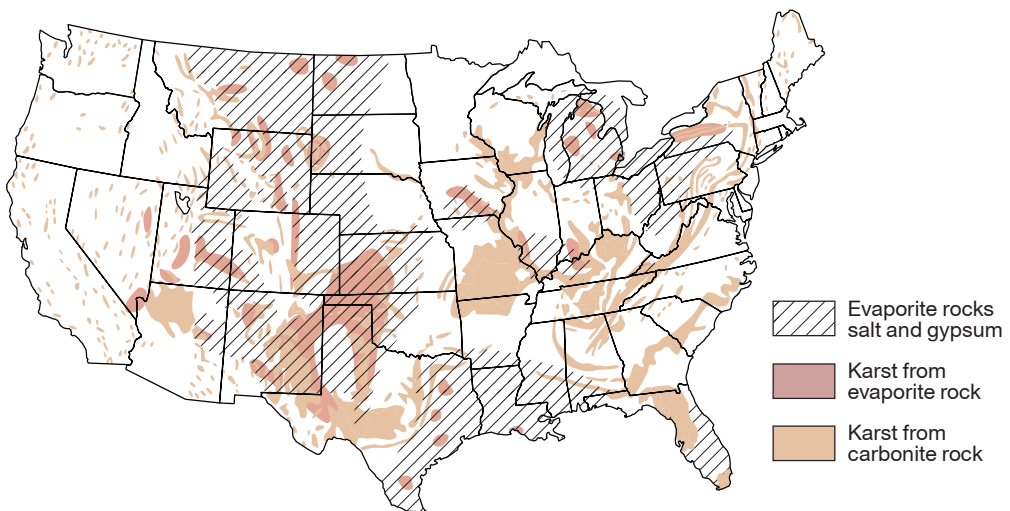 Evaporite rocks
salt and gypsum
Karst from
evaporite rock
Karst from
carbonite rock